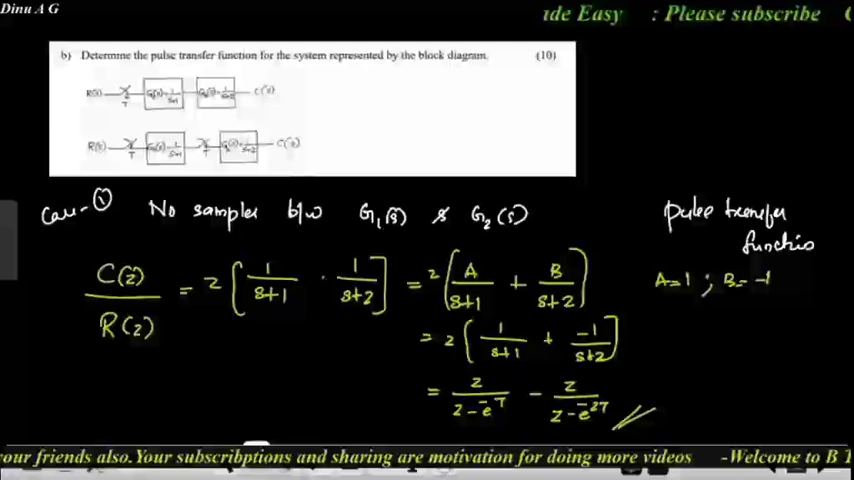 Dinu A G
ide Easy : Please subscribe
b) Determine the pulse transfer function for the system represented by the block diagram. (10)
R(s) T G₁(s)=1/s+1 G₂(s)=1/s+2 C(s)
R(s) T G₁(s)=1/s+1 T G₂(s)=1/s+2 C(s)
Case-① No sampler b/w G₁(s) & G₂(s) pulse transfer
function
C(z)/R(z) = z[1/s+1 · 1/s+2] = z[A/s+1 + B/s+2] A=1 ; B=-1
= z[1/s+1 + -1/s+2]
= z/z-e^-T - z/z-e^-2T
your friends also.Your subscribptions and sharing are motivation for doing more videos -Welcome to B T